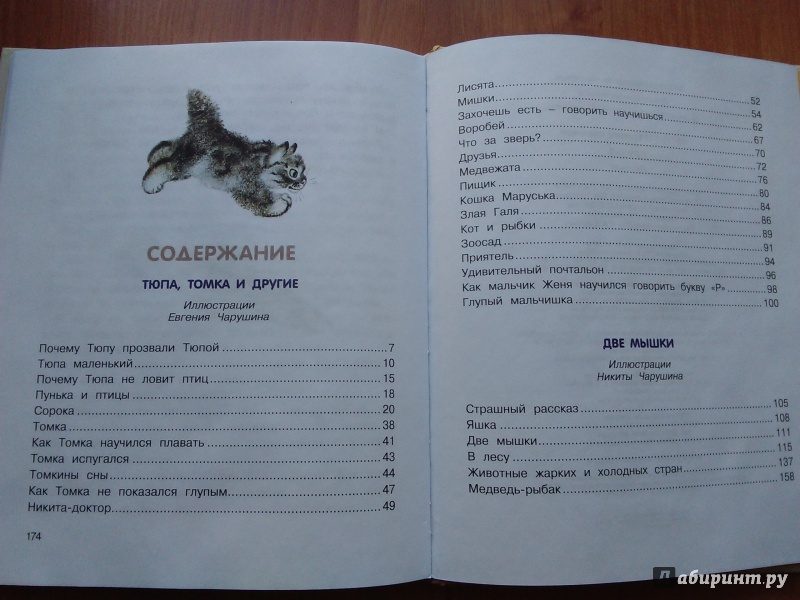 СОДЕРЖАНИЕ
ТЮПА, ТОМКА И ДРУГИЕ
Иллюстрации
Евгения Чарушина
Почему Тюпу прозвали Тюпой 7
Тюпа маленький 10
Почему Тюпа не ловит птиц 15
Пунька и птицы 18
Сорока 20
Томка 38
Как Томка научился плавать 41
Томка испугался 43
Томкины сны 44
Как Томка не показался глупым 47
Никита-доктор 49
174
Лисята 52
Мишки 54
Захочешь есть – говорить научишься 62
Воробей 67
Что за зверь? 70
Друзья 72
Медвежата 76
Пищик 80
Кошка Маруська 84
Злая Галя 86
Кот и рыбки 89
Зоосад 91
Приятель 94
Удивительный почтальон 96
Как мальчик Женя научился говорить букву «Р» 98
Глупый мальчишка 100
ДВЕ МЫШКИ
Иллюстрации
Никиты Чарушина
Страшный рассказ 105
Яшка 108
Две мышки 111
В лесу 115
Животные жарких и холодных стран 137
Медведь-рыбак 158
Лабиринт.ру